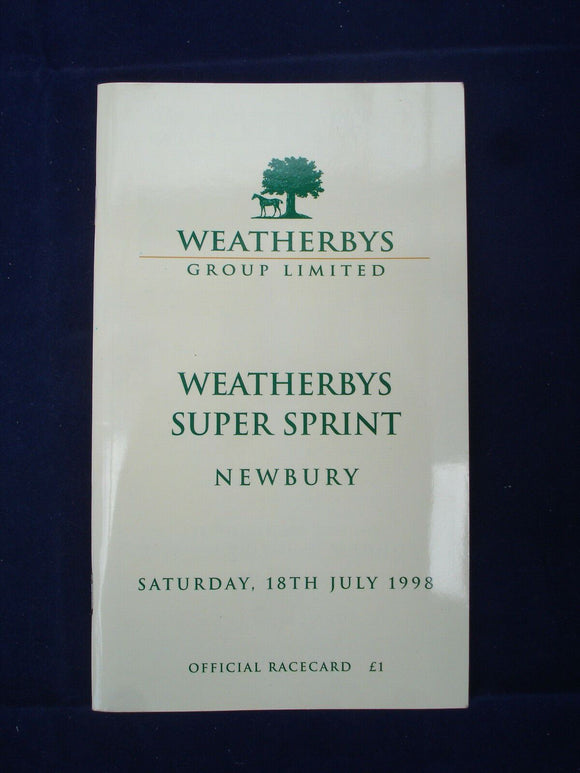 WEATHERBYS
GROUP LIMITED
WEATHERBYS
SUPER SPRINT
NEWBURY
SATURDAY, 18TH JULY 1998
OFFICIAL RACECARD £1